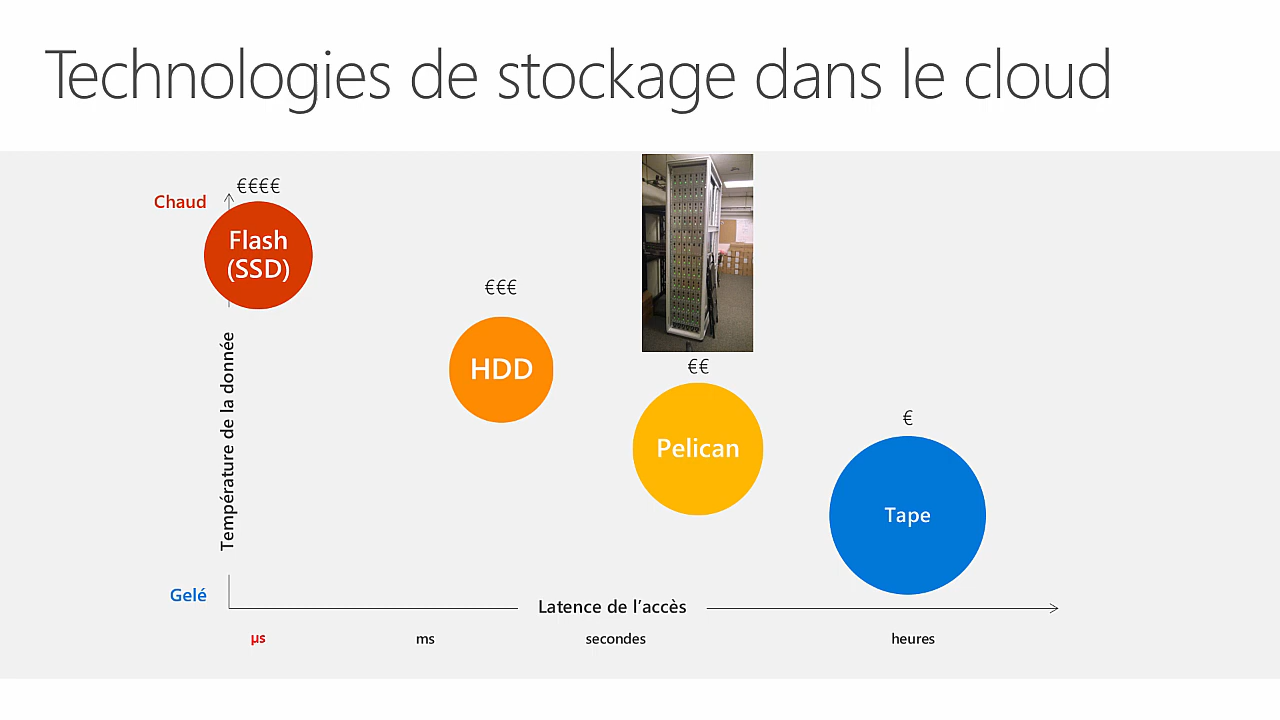 Technologies de stockage dans le cloud
€€€€
Chaud
Flash
(SSD)
€€€
HDD
€€
Pelican
€
Tape
Température de la donnée
Gelé
Latence de l’accès
µs
ms
secondes
heures